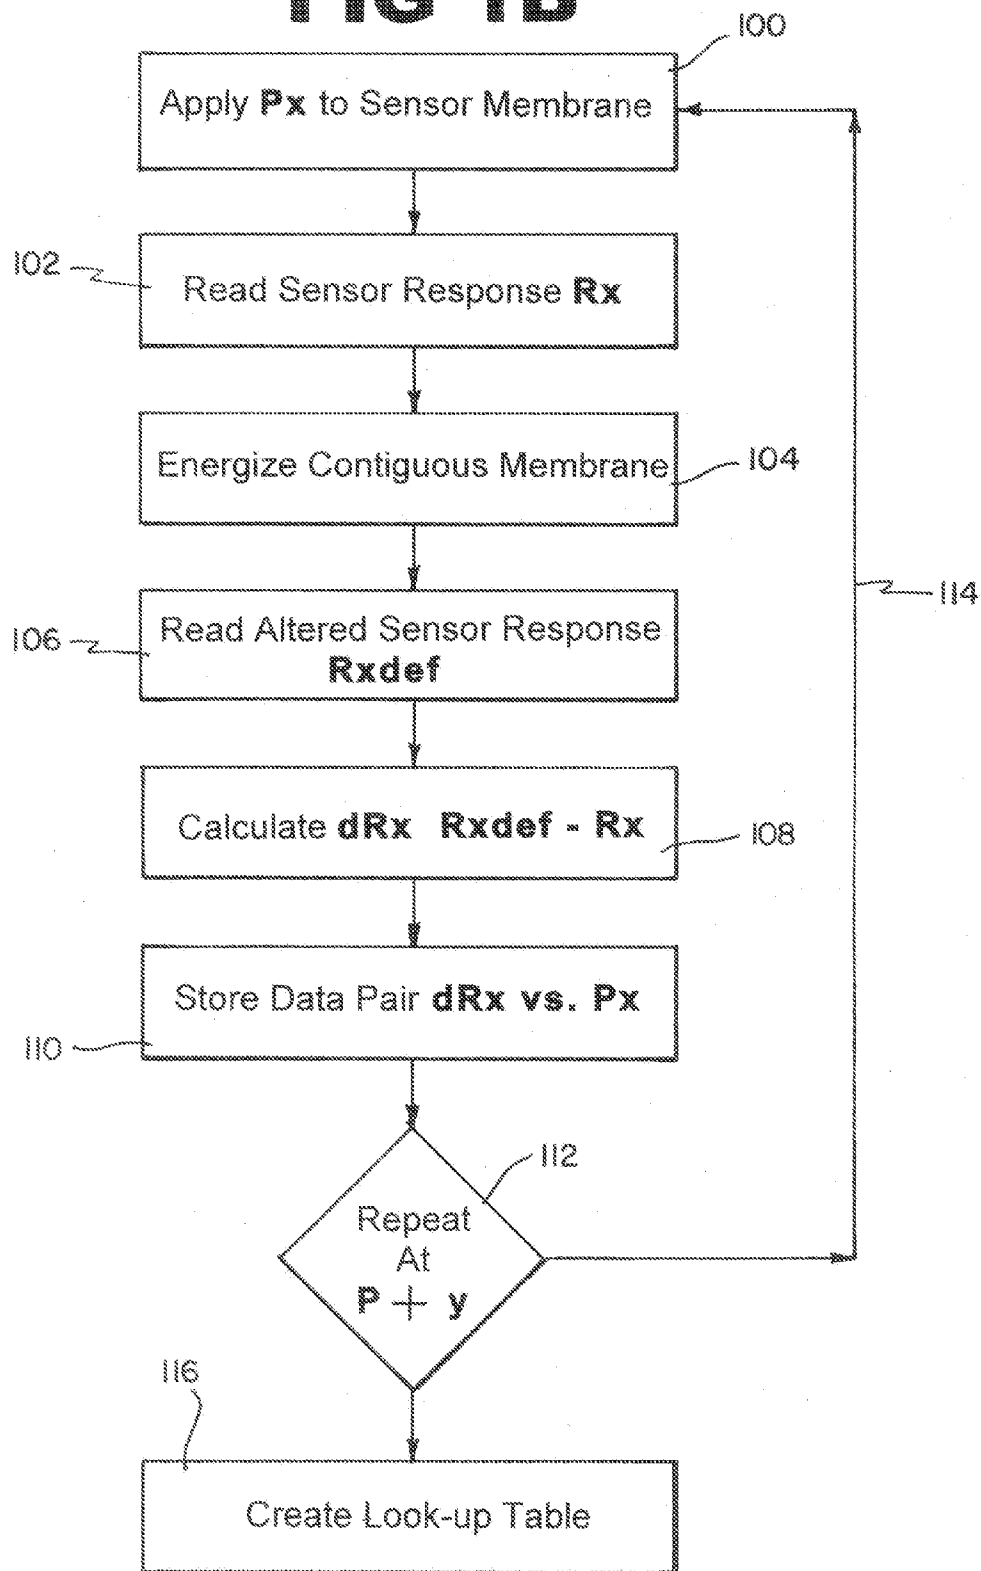 FIG 1B
100
Apply Px to Sensor Membrane
102
Read Sensor Response Rx
Energize Contiguous Membrane
104
114
106
Read Altered Sensor Response
Rxdef
Calculate dRx Rxdef - Rx
108
Store Data Pair dRx vs. Px
110
112
Repeat
At
P + y
116
Create Look-up Table